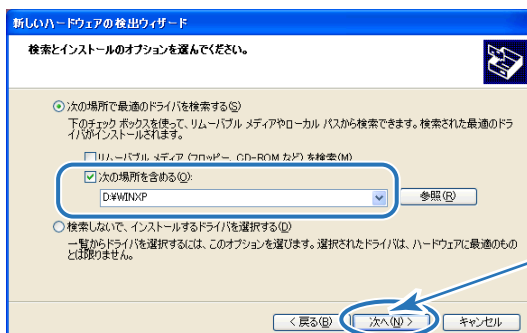 新しいハードウェアの検出ウィザード
検索とインストールのオプションを選んでください。
次の場所で最適のドライバを検索する(S)
下のチェック ボックスを使って、リムーバブル メディアやローカル パスから検索できます。検索された最適のドラ
イバがインストールされます。
リムーバブル メディア (フロッピー、CD-ROM など) を検索(M)
次の場所を含める(O):
D:¥WINXP
参照(R)
検索しないで、インストールするドライバを選択する(D)
一覧からドライバを選択するには、このオプションを選びます。選択されたドライバは、ハードウェアに最適のもの
とは限りません。
< 戻る(B)
次へ(N) >
キャンセル